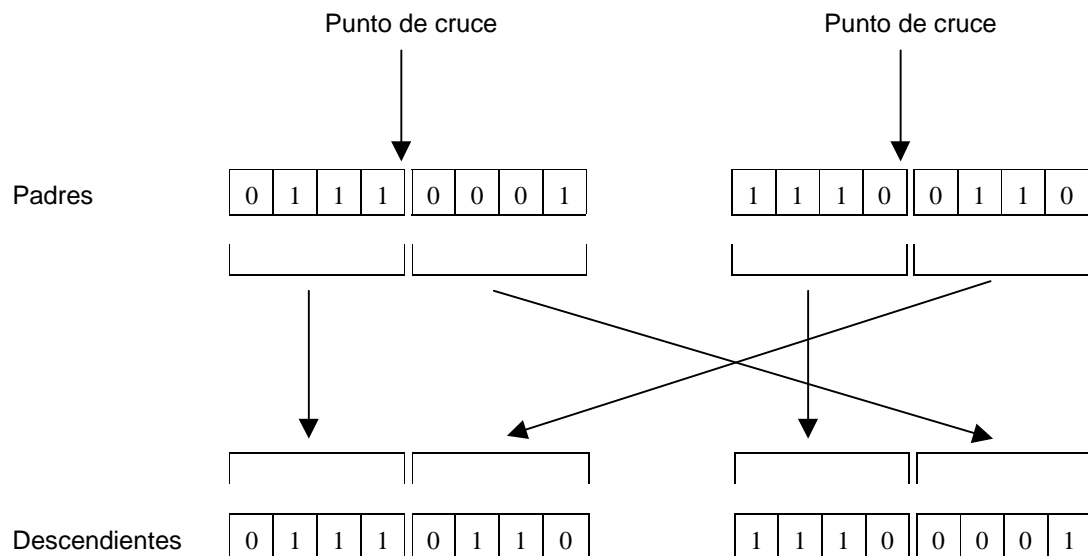 Punto de cruce Punto de cruce
Padres 0 1 1 1 0 0 0 1 1 1 1 0 0 1 1 0
Descendientes 0 1 1 1 0 1 1 0 1 1 1 0 0 0 0 1